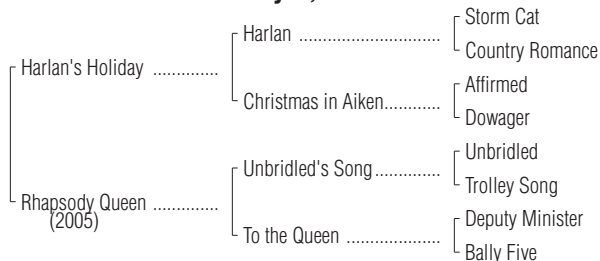 Storm Cat
Harlan ..............................
Country Romance
Harlan's Holiday ..............
Affirmed
Christmas in Aiken............
Dowager
Unbridled
Unbridled's Song..............
Trolley Song
Rhapsody Queen ..............
(2005)
Deputy Minister
To the Queen ....................
Bally Five